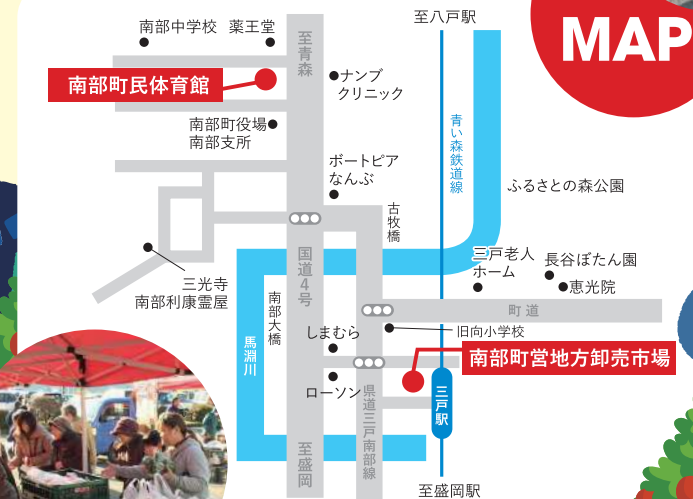 MAP
至八戸駅
南部中学校
薬王堂
至青森
南部町民体育館
ナンブ
クリニック
南部町役場
南部支所
青い森鉄道線
ボートピア
なんぶ
古牧橋
ふるさとの森公園
三光寺
南部利康霊屋
国道4号
南部大橋
馬淵川
三戸老人
ホーム
長谷ぼたん園
恵光院
町道
しまむら
旧向小学校
南部町営地方卸売市場
ローソン
県道三戸南部線
三戸駅
至盛岡
至盛岡駅